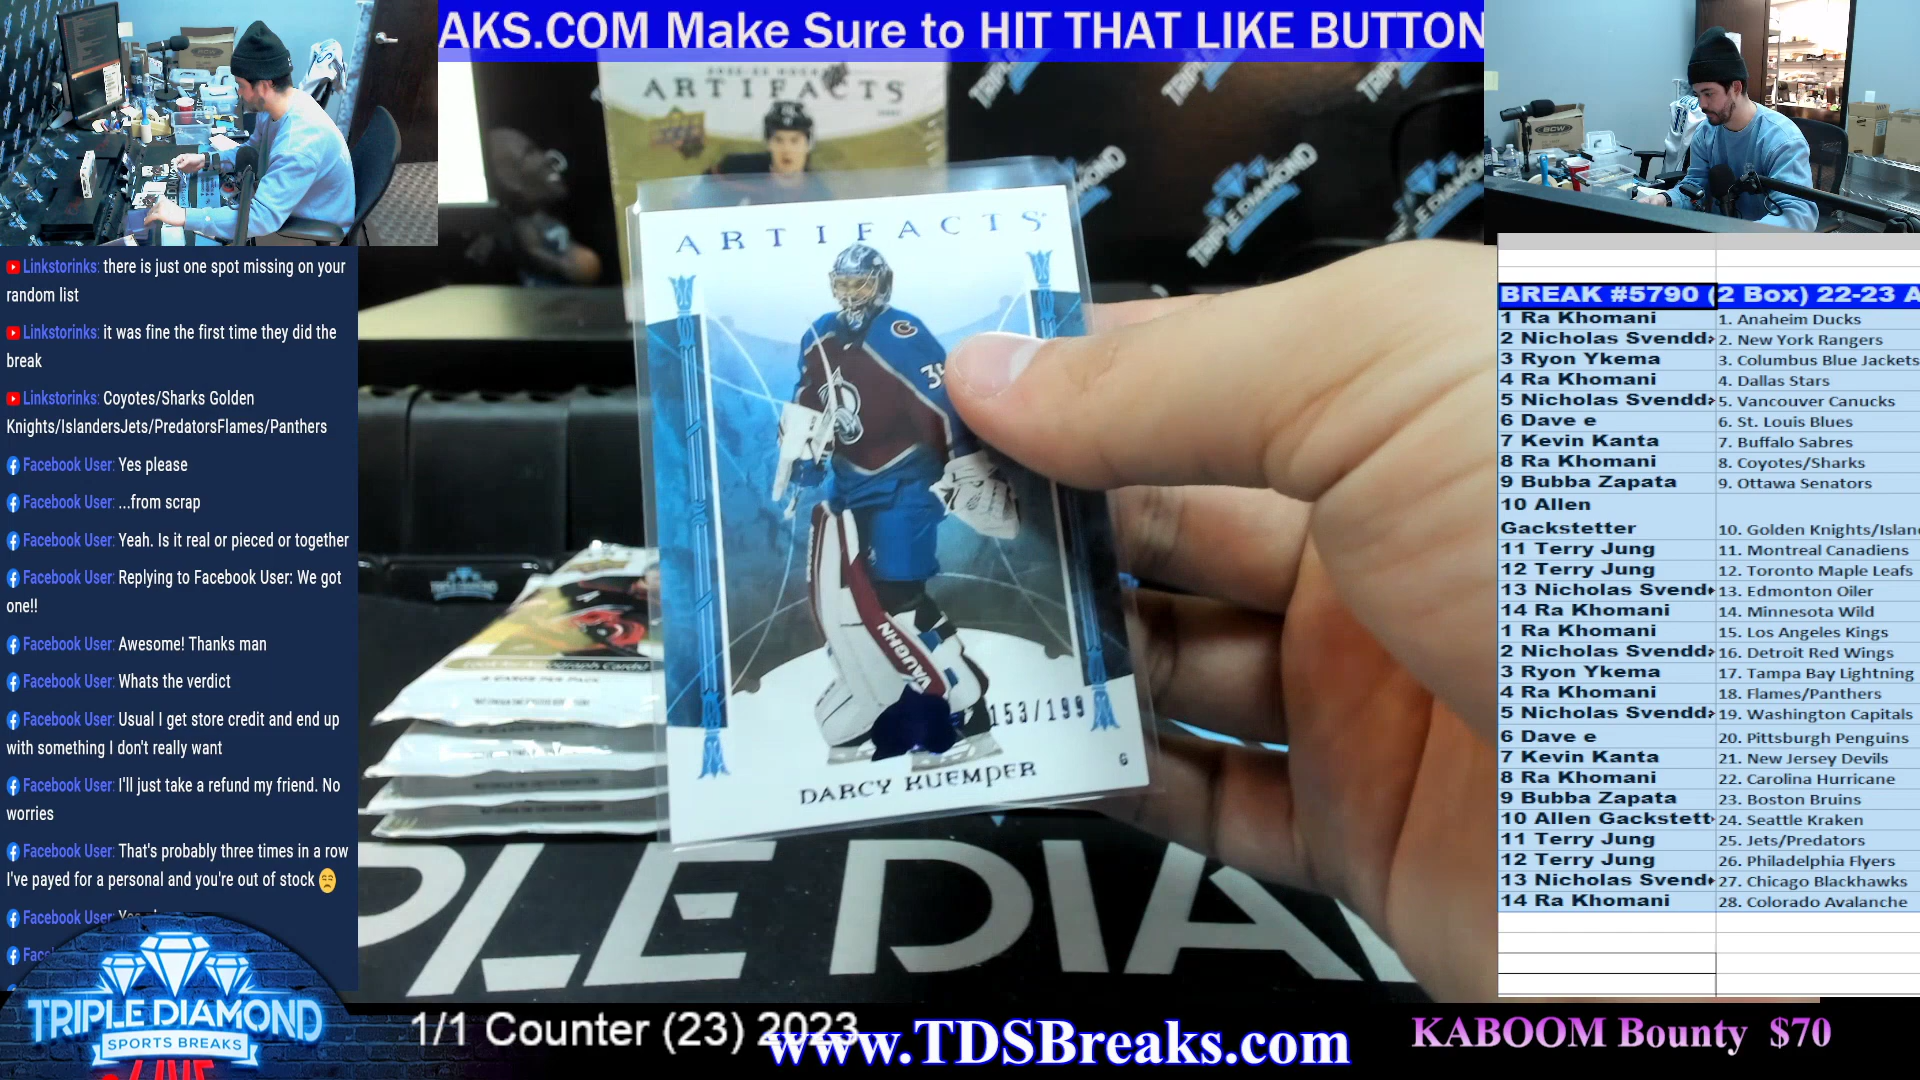 AKS.COM Make Sure to HIT THAT LIKE BUTTON
Linkstorinks: there is just one spot missing on your
random list
Linkstorinks: it was fine the first time they did the
break
Linkstorinks: Coyotes/Sharks Golden
Knights/IslandersJets/PredatorsFlames/Panthers
Facebook User: Yes please
Facebook User: ...from scrap
Facebook User: Yeah. Is it real or pieced or together
Facebook User: Replying to Facebook User: We got
one!!
Facebook User: Awesome! Thanks man
Facebook User: Whats the verdict
Facebook User: Usual I get store credit and end up
with something I don't really want
Facebook User: I'll just take a refund my friend. No
worries
Facebook User: That's probably three times in a row
I've payed for a personal and you're out of stock
Facebook User:
TRIPLE DIAMOND
SPORTS BREAKS
LIVE
ARTIFACTS
TRIPLE DIAMOND
ARTIFACTS
VAUGHN
153/199
DARCY KUEMPER
G
PLE DIA
BCW
BREAK #5790 (2 Box) 22-23 A
1 Ra Khomani 1. Anaheim Ducks
2 Nicholas Svendd 2. New York Rangers
3 Ryon Ykema 3. Columbus Blue Jackets
4 Ra Khomani 4. Dallas Stars
5 Nicholas Svendd 5. Vancouver Canucks
6 Dave e 6. St. Louis Blues
7 Kevin Kanta 7. Buffalo Sabres
8 Ra Khomani 8. Coyotes/Sharks
9 Bubba Zapata 9. Ottawa Senators
10 Allen
Gackstetter 10. Golden Knights/Islan
11 Terry Jung 11. Montreal Canadiens
12 Terry Jung 12. Toronto Maple Leafs
13 Nicholas Svend 13. Edmonton Oiler
14 Ra Khomani 14. Minnesota Wild
1 Ra Khomani 15. Los Angeles Kings
2 Nicholas Svendd 16. Detroit Red Wings
3 Ryon Ykema 17. Tampa Bay Lightning
4 Ra Khomani 18. Flames/Panthers
5 Nicholas Svendd 19. Washington Capitals
6 Dave e 20. Pittsburgh Penguins
7 Kevin Kanta 21. New Jersey Devils
8 Ra Khomani 22. Carolina Hurricane
9 Bubba Zapata 23. Boston Bruins
10 Allen Gackstett 24. Seattle Kraken
11 Terry Jung 25. Jets/Predators
12 Terry Jung 26. Philadelphia Flyers
13 Nicholas Svend 27. Chicago Blackhawks
14 Ra Khomani 28. Colorado Avalanche
1/1 Counter (23) 2023
www.TDSBreaks.com
KABOOM Bounty $70